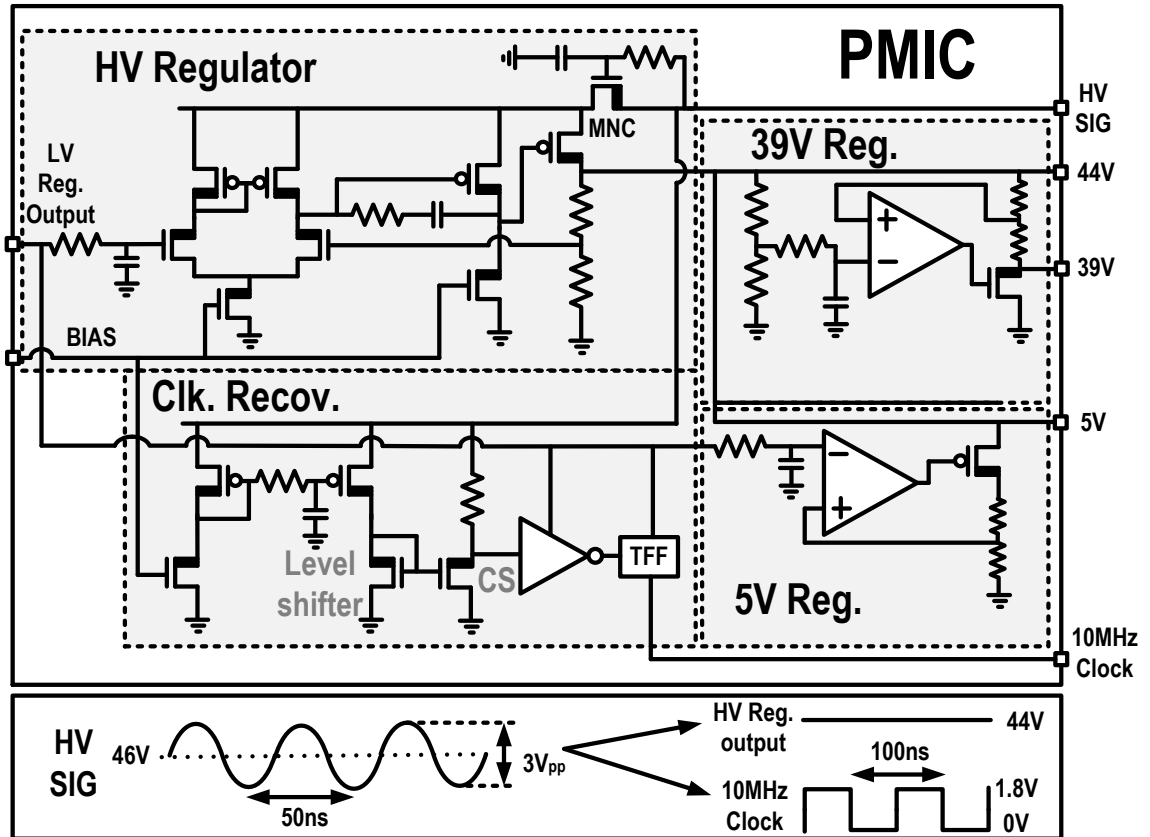 HV Regulator
PMIC
HV
SIG
MNC
LV
Reg.
Output
39V Reg.
44V
+
−
39V
BIAS
Clk. Recov.
5V
−
+
Level
shifter
CS
TFF
5V Reg.
10MHz
Clock
HV
SIG
46V
3Vpp
50ns
HV Reg.
output
44V
100ns
10MHz
Clock
1.8V
0V